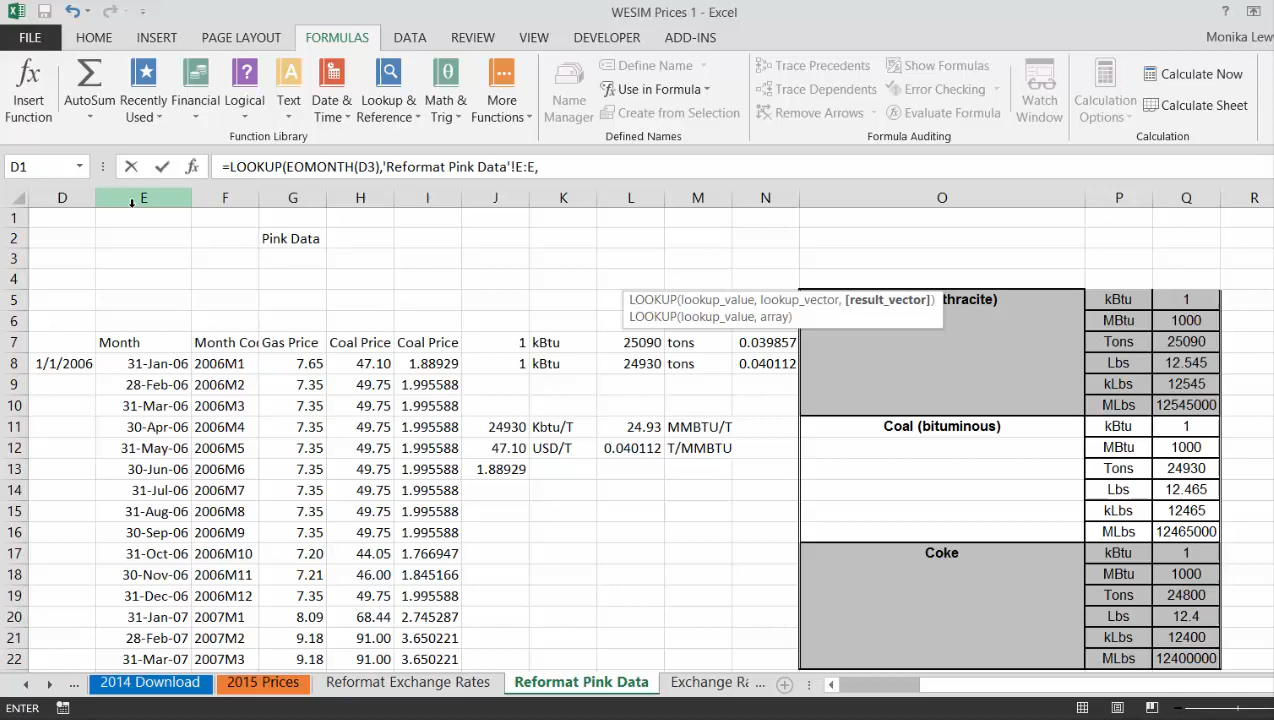 WESIM Prices 1 - Excel
?
FILE HOME INSERT PAGE LAYOUT FORMULAS DATA REVIEW VIEW DEVELOPER ADD-INS Monika Lew
fx Insert Function
Σ AutoSum
Recently Used
Financial
Logical
Text
Date & Time
Lookup & Reference
Math & Trig
More Functions
Function Library
Name Manager
Define Name
Use in Formula
Create from Selection
Defined Names
Trace Precedents
Trace Dependents
Remove Arrows
Show Formulas
Error Checking
Evaluate Formula
Formula Auditing
Watch Window
Calculation Options
Calculate Now
Calculate Sheet
Calculation
D1 fx =LOOKUP(EOMONTH(D3),'Reformat Pink Data'!E:E,
D E F G H I J K L M N O P Q R
1
2 Pink Data
3
4
LOOKUP(lookup_value, lookup_vector, [result_vector])
LOOKUP(lookup_value, array)
5 thracite) kBtu 1
6 MBtu 1000
7 Month Month Co Gas Price Coal Price Coal Price 1 kBtu 25090 tons 0.039857 Tons 25090
8 1/1/2006 31-Jan-06 2006M1 7.65 47.10 1.88929 1 kBtu 24930 tons 0.040112 Lbs 12.545
9 28-Feb-06 2006M2 7.35 49.75 1.995588 kLbs 12545
10 31-Mar-06 2006M3 7.35 49.75 1.995588 MLbs 12545000
11 30-Apr-06 2006M4 7.35 49.75 1.995588 24930 Kbtu/T 24.93 MMBTU/T Coal (bituminous) kBtu 1
12 31-May-06 2006M5 7.35 49.75 1.995588 47.10 USD/T 0.040112 T/MMBTU MBtu 1000
13 30-Jun-06 2006M6 7.35 49.75 1.995588 1.88929 Tons 24930
14 31-Jul-06 2006M7 7.35 49.75 1.995588 Lbs 12.465
15 31-Aug-06 2006M8 7.35 49.75 1.995588 kLbs 12465
16 30-Sep-06 2006M9 7.35 49.75 1.995588 MLbs 12465000
17 31-Oct-06 2006M10 7.20 44.05 1.766947 Coke kBtu 1
18 30-Nov-06 2006M11 7.21 46.00 1.845166 MBtu 1000
19 31-Dec-06 2006M12 7.35 49.75 1.995588 Tons 24800
20 31-Jan-07 2007M1 8.09 68.44 2.745287 Lbs 12.4
21 28-Feb-07 2007M2 9.18 91.00 3.650221 kLbs 12400
22 31-Mar-07 2007M3 9.18 91.00 3.650221 MLbs 12400000
... 2014 Download 2015 Prices Reformat Exchange Rates Reformat Pink Data Exchange Ra ...
ENTER